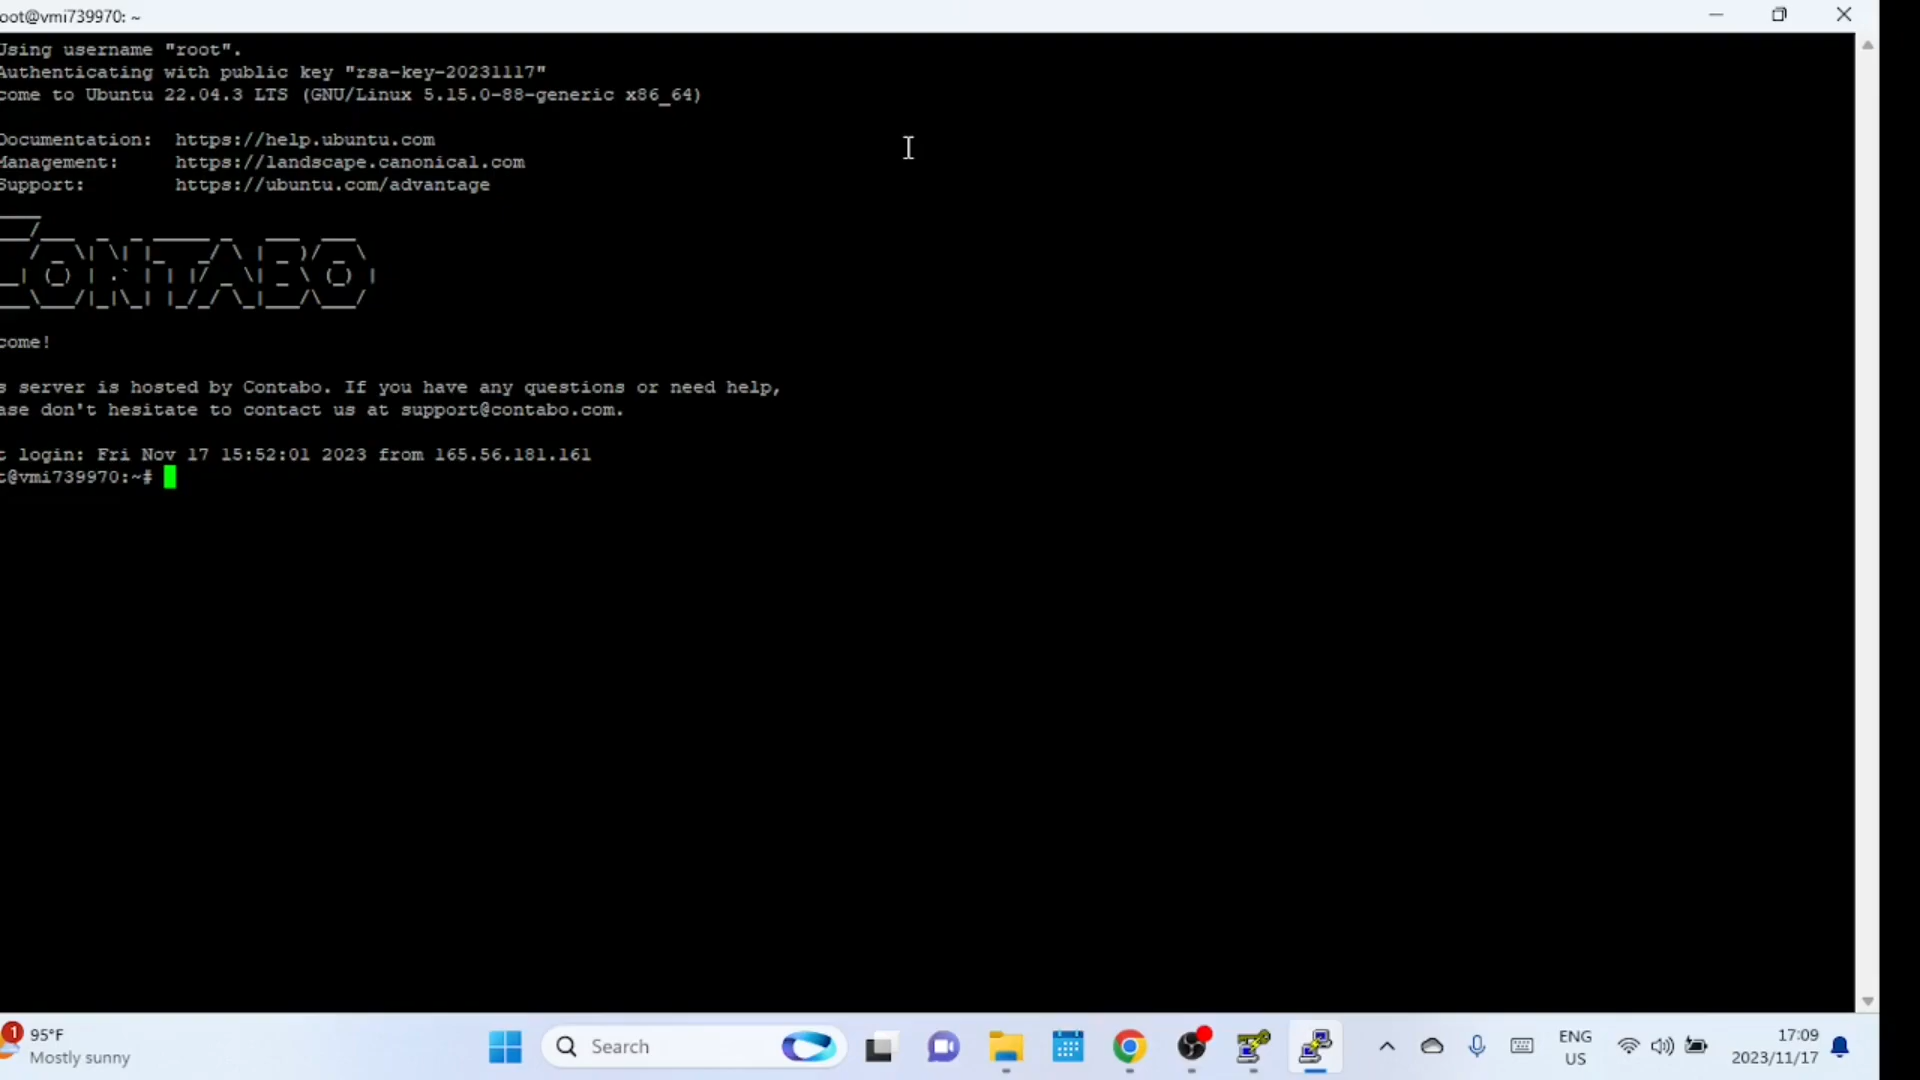 oot@vmi739970: ~
Using username "root".
Authenticating with public key "rsa-key-20231117"
come to Ubuntu 22.04.3 LTS (GNU/Linux 5.15.0-88-generic x86_64)
Documentation: https://help.ubuntu.com
Management: https://landscape.canonical.com
Support: https://ubuntu.com/advantage
CONTABO
come!
s server is hosted by Contabo. If you have any questions or need help,
ase don't hesitate to contact us at support@contabo.com.
t login: Fri Nov 17 15:52:01 2023 from 165.56.181.161
t@vmi739970:~#
1
95°F
Mostly sunny
Search
ENG
US
17:09
2023/11/17